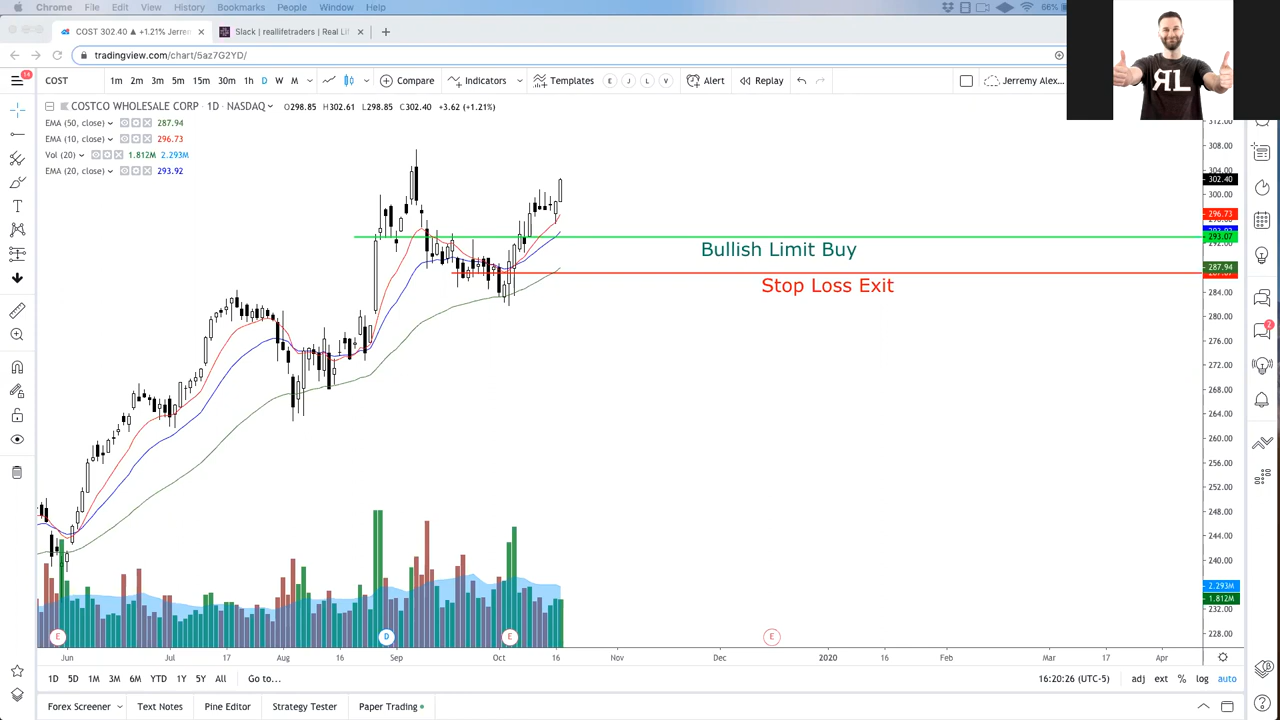 Chrome File Edit View History Bookmarks People Window Help 66%
COST 302.40 ▲ +1.21% Jerren × Slack | reallifetraders | Real Lif × +
tradingview.com/chart/5az7G2YD/
14 COST 1m 2m 3m 5m 15m 30m 1h D W M Compare Indicators Templates E J L V Alert Replay Jerremy Alex...
RL
COSTCO WHOLESALE CORP · 1D · NASDAQ O298.85 H302.61 L298.85 C302.40 +3.62 (+1.21%)
EMA (50, close) 287.94
EMA (10, close) 296.73
Vol (20) 1.812M 2.293M
EMA (20, close) 293.92
312.00
308.00
304.00
302.40
300.00
296.73
293.07
292.00
287.94
284.00
280.00
276.00
272.00
268.00
264.00
260.00
256.00
252.00
248.00
244.00
240.00
2.293M
1.812M
232.00
228.00
Bullish Limit Buy
Stop Loss Exit
2
E D E E
Jun Jul 17 Aug 16 Sep Oct 16 Nov Dec 2020 16 Feb Mar 17 Apr
1D 5D 1M 3M 6M YTD 1Y 5Y All Go to... 16:20:26 (UTC-5) adj ext % log auto
Forex Screener Text Notes Pine Editor Strategy Tester Paper Trading